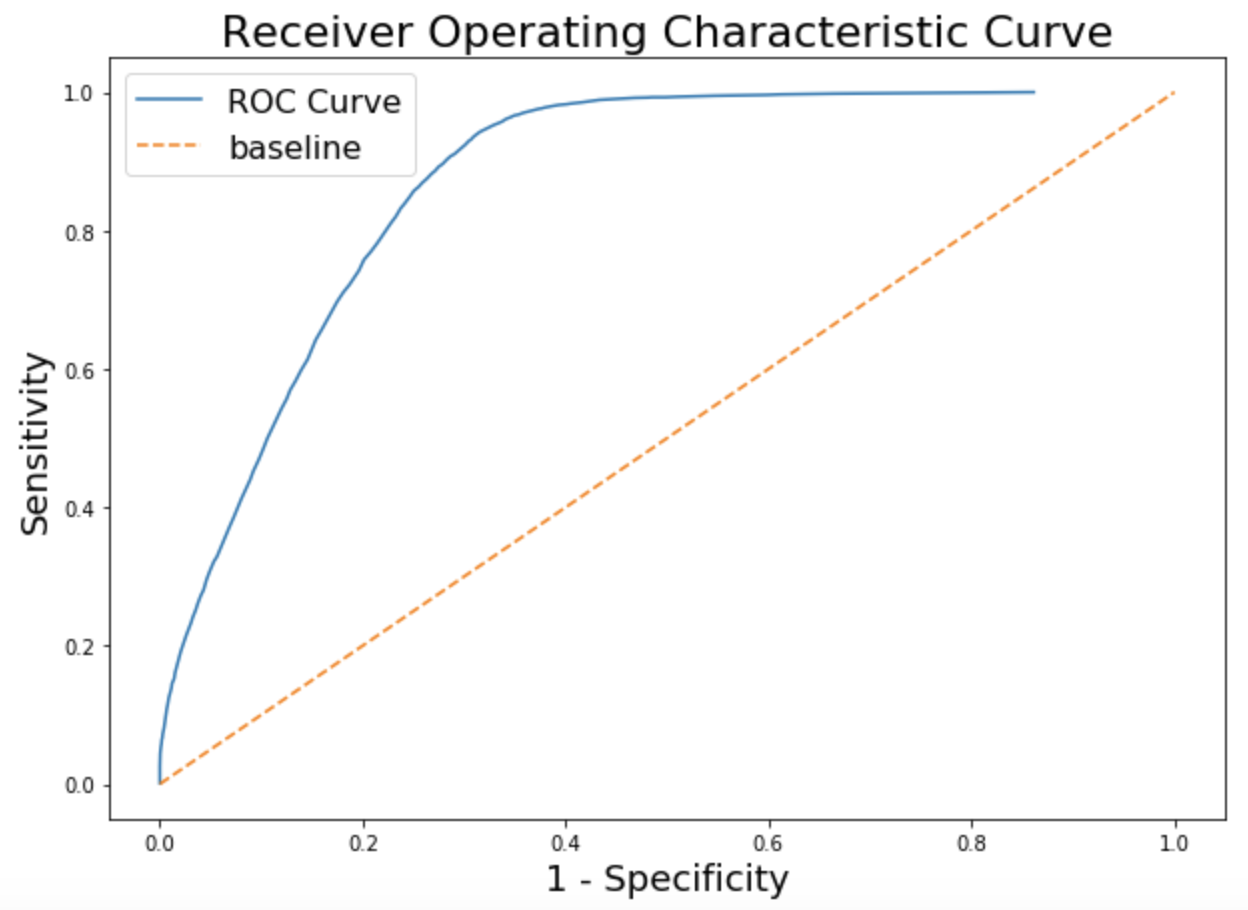 Receiver Operating Characteristic Curve
ROC Curve
baseline
1.0
0.8
0.6
0.4
0.2
0.0
Sensitivity
0.0 0.2 0.4 0.6 0.8 1.0
1 - Specificity